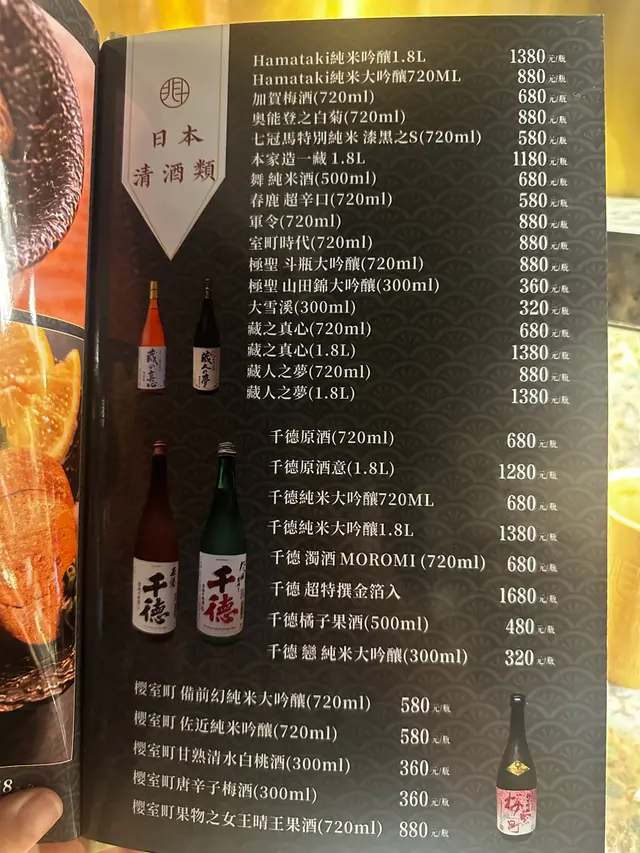 日本
清酒類
Hamataki純米吟釀1.8L 1380元/瓶
Hamataki純米大吟釀720ML 880元/瓶
加賀梅酒(720ml) 680元/瓶
奧能登之白菊(720ml) 880元/瓶
七冠馬特別純米 漆黑之S(720ml) 580元/瓶
本家造一藏 1.8L 1180元/瓶
舞 純米酒(500ml) 680元/瓶
春鹿 超辛口(720ml) 580元/瓶
軍令(720ml) 880元/瓶
室町時代(720ml) 880元/瓶
極聖 斗瓶大吟釀(720ml) 880元/瓶
極聖 山田錦大吟釀(300ml) 360元/瓶
大雪溪(300ml) 320元/瓶
藏之真心(720ml) 680元/瓶
藏之真心(1.8L) 1380元/瓶
藏人之夢(720ml) 880元/瓶
藏人之夢(1.8L) 1380元/瓶
藏人の夢
千德原酒(720ml) 680元/瓶
千德原酒意(1.8L) 1280元/瓶
千德純米大吟釀720ML 680元/瓶
千德純米大吟釀1.8L 1380元/瓶
千德 濁酒 MOROMI (720ml) 680元/瓶
千德 超特撰金箔入 1680元/瓶
千德橘子果酒(500ml) 480元/瓶
千德 戀 純米大吟釀(300ml) 320元/瓶
千徳
千徳
櫻室町 備前幻純米大吟釀(720ml) 580元/瓶
櫻室町 佐近純米吟釀(720ml) 580元/瓶
櫻室町甘熟清水白桃酒(300ml) 360元/瓶
櫻室町唐辛子梅酒(300ml) 360元/瓶
櫻室町果物之女王晴王果酒(720ml) 880元/瓶